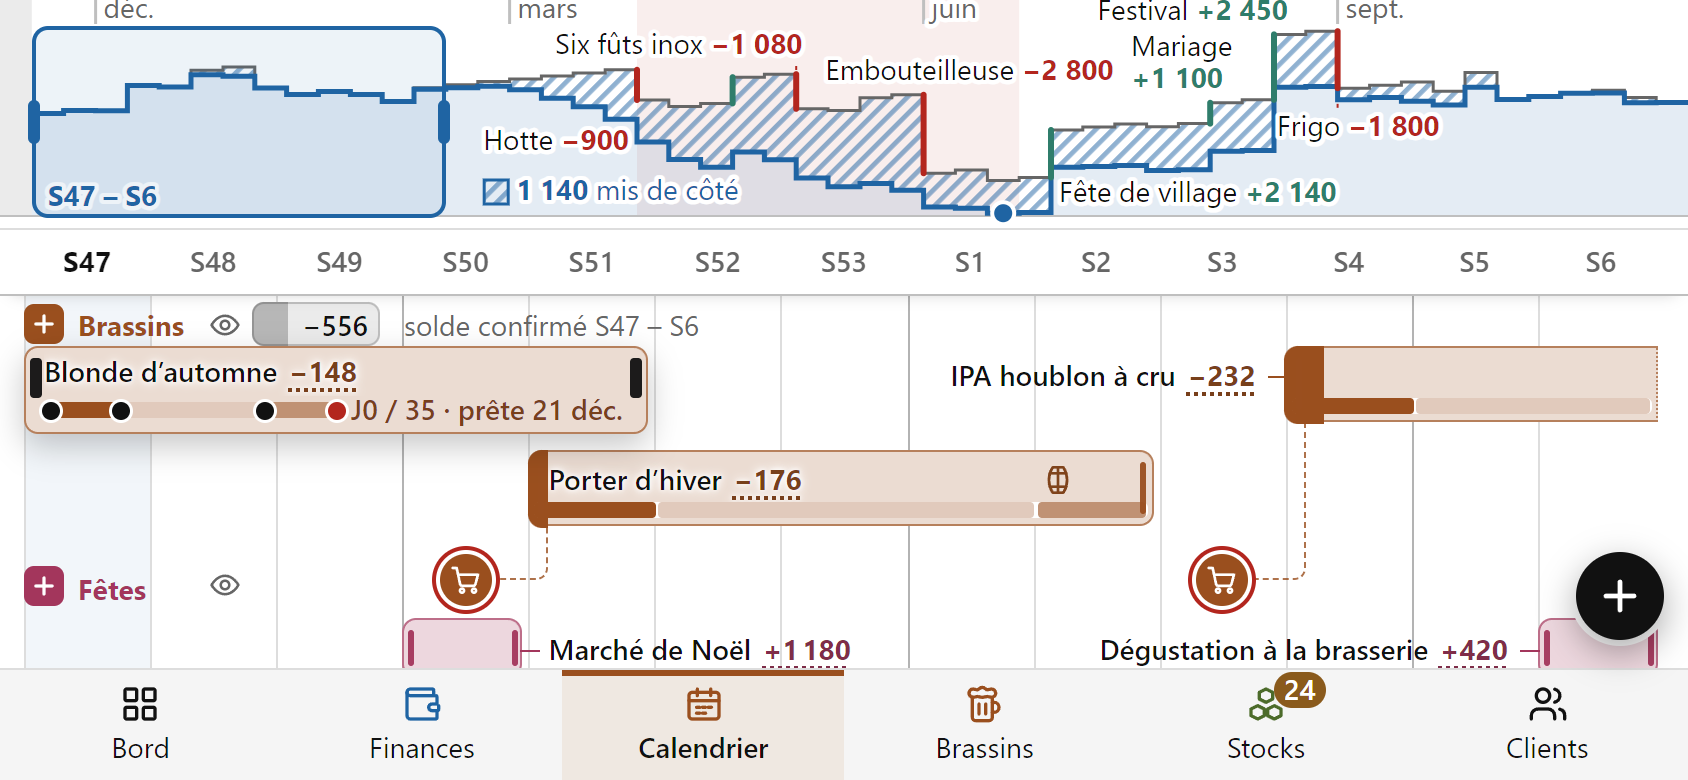 déc.
mars
juin
sept.
Festival +2 450
Six fûts inox −1 080
Mariage
+1 100
Embouteilleuse −2 800
Hotte −900
Frigo −1 800
1 140 mis de côté
Fête de village +2 140
S47 – S6
S47 S48 S49 S50 S51 S52 S53 S1 S2 S3 S4 S5 S6
Brassins −556 solde confirmé S47 – S6
Blonde d’automne −148
J0 / 35 · prête 21 déc.
IPA houblon à cru −232
Porter d’hiver −176
Fêtes
Marché de Noël +1 180
Dégustation à la brasserie +420
24
Bord Finances Calendrier Brassins Stocks Clients